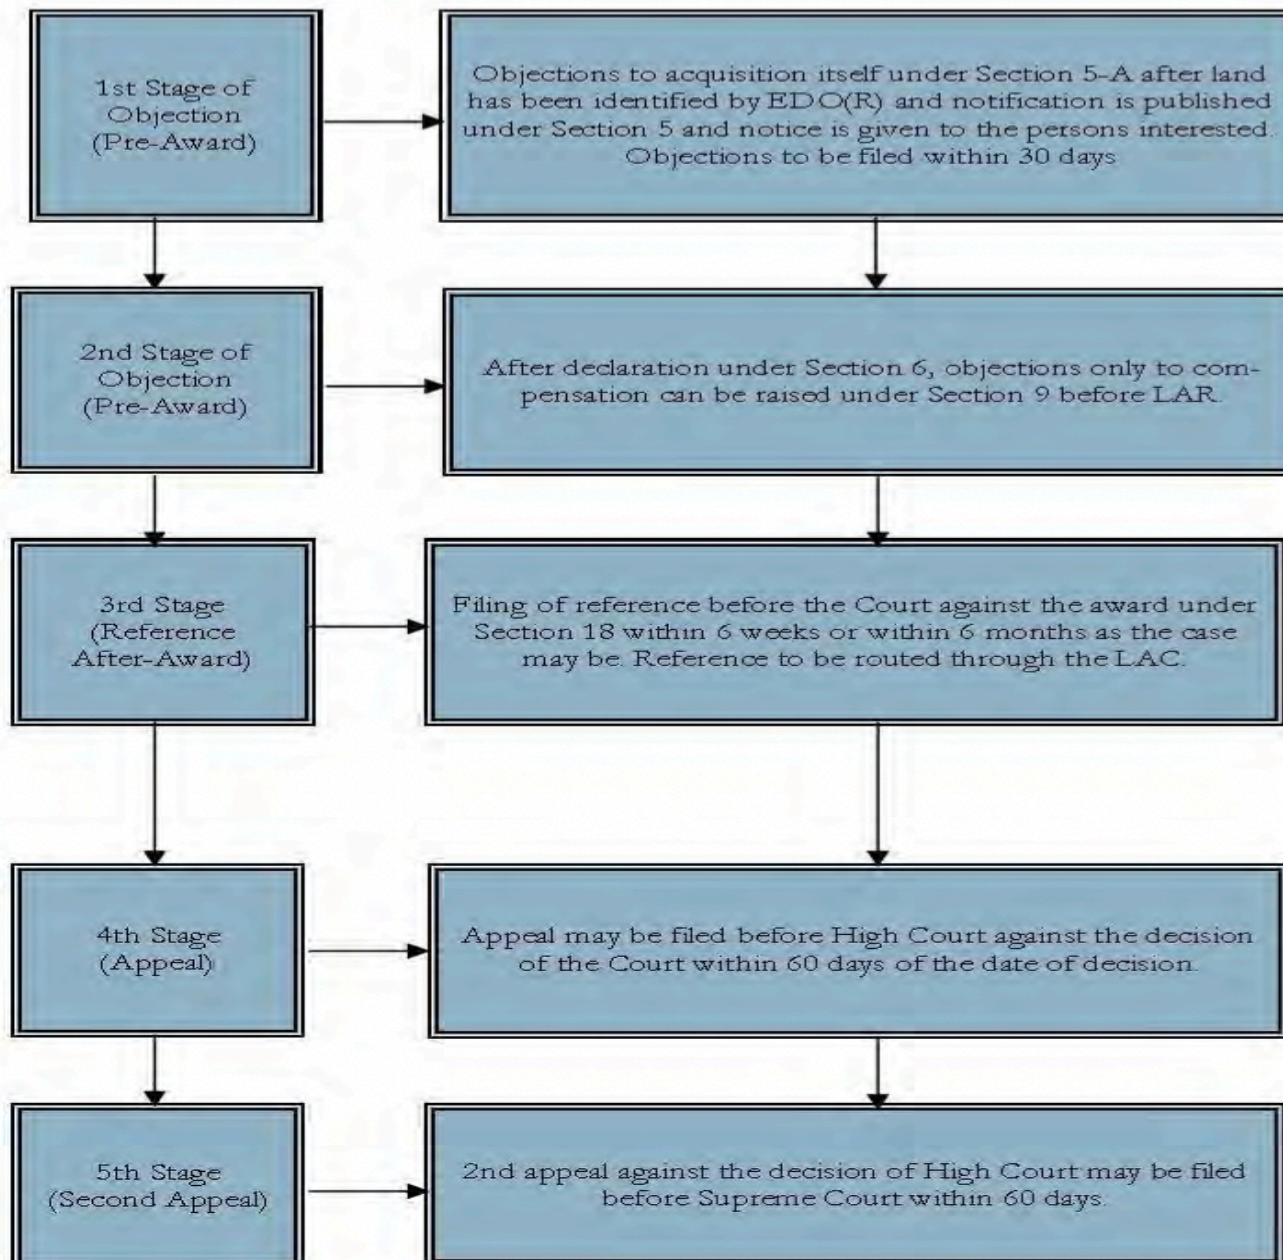 1st Stage of
Objection
(Pre-Award)
Objections to acquisition itself under Section 5-A after land
has been identified by EDO(R) and notification is published
under Section 5 and notice is given to the persons interested.
Objections to be filed within 30 days
2nd Stage of
Objection
(Pre-Award)
After declaration under Section 6, objections only to com-
pensation can be raised under Section 9 before LAR.
3rd Stage
(Reference
After-Award)
Filing of reference before the Court against the award under
Section 18 within 6 weeks or within 6 months as the case
may be. Reference to be routed through the LAC.
4th Stage
(Appeal)
Appeal may be filed before High Court against the decision
of the Court within 60 days of the date of decision.
5th Stage
(Second Appeal)
2nd appeal against the decision of High Court may be filed
before Supreme Court within 60 days.